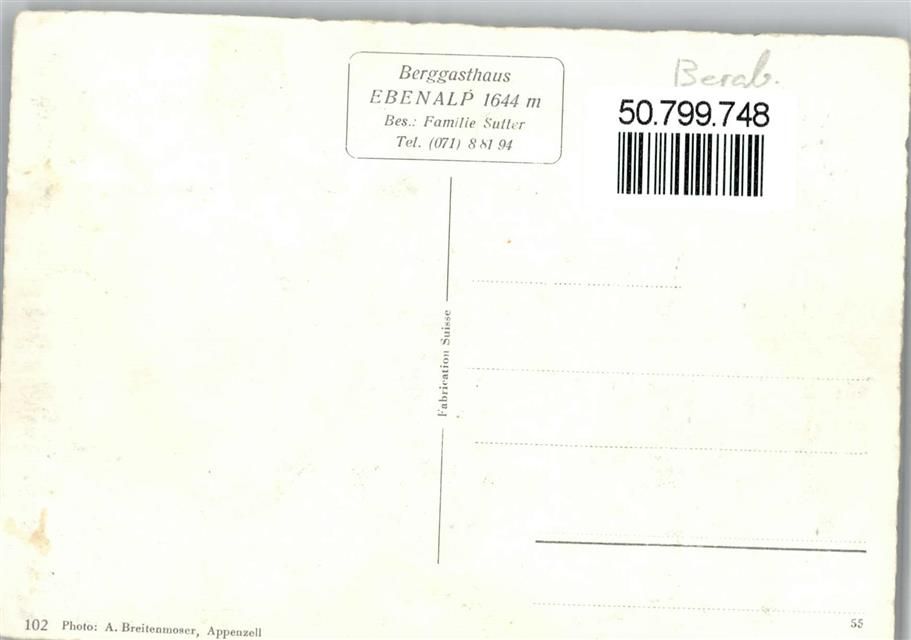 Berggasthaus
EBENALP 1644 m
Bes.: Familie Sutter
Tel. (071) 8 81 94
50.799.748
Fabrication Suisse
102 Photo: A. Breitenmoser, Appenzell
55